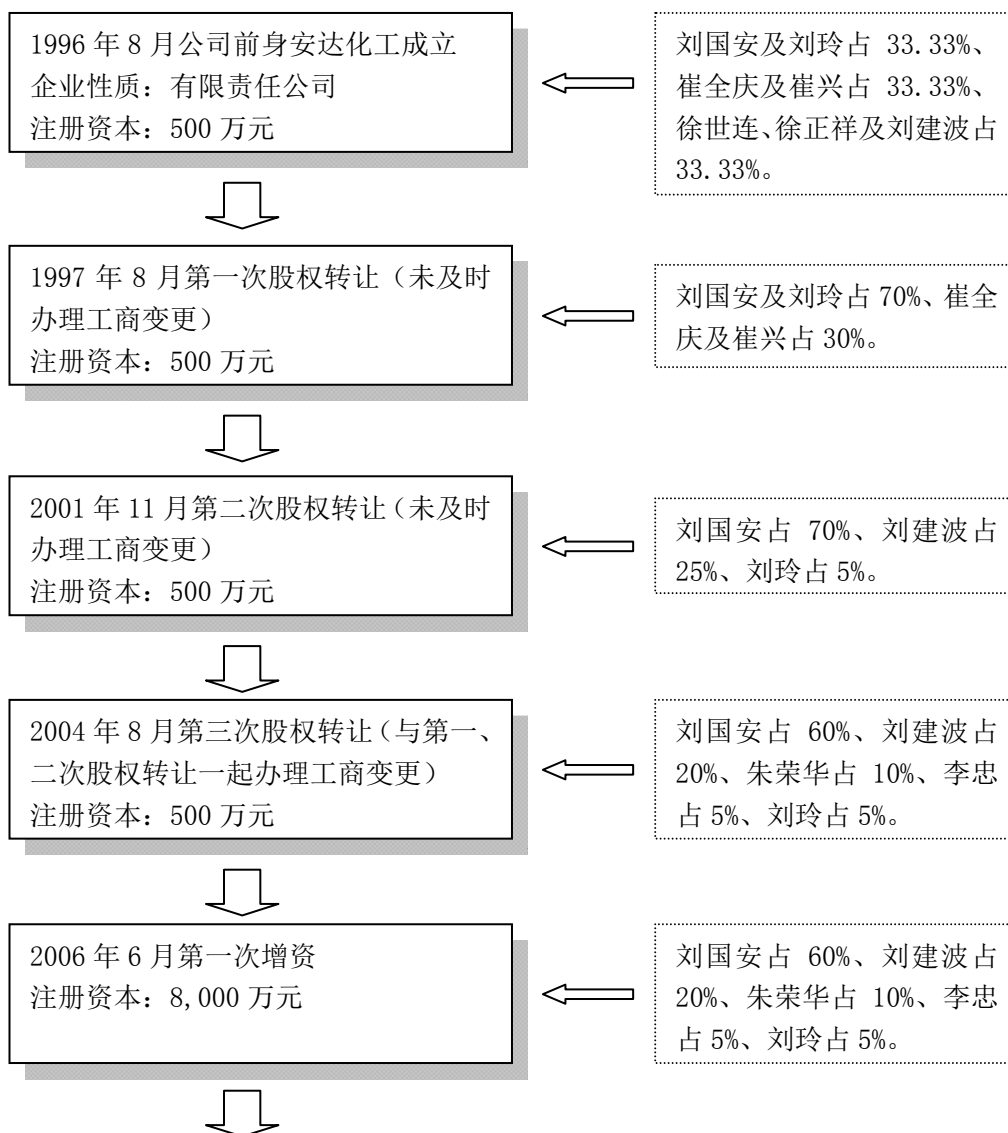 1996 年 8 月公司前身安达化工成立
企业性质：有限责任公司
注册资本：500 万元
刘国安及刘玲占 33.33%、
崔全庆及崔兴占 33.33%、
徐世连、徐正祥及刘建波占
33.33%。
1997 年 8 月第一次股权转让（未及时
办理工商变更）
注册资本：500 万元
刘国安及刘玲占 70%、崔全
庆及崔兴占 30%。
2001 年 11 月第二次股权转让（未及时
办理工商变更）
注册资本：500 万元
刘国安占 70%、刘建波占
25%、刘玲占 5%。
2004 年 8 月第三次股权转让（与第一、
二次股权转让一起办理工商变更）
注册资本：500 万元
刘国安占 60%、刘建波占
20%、朱荣华占 10%、李忠
占 5%、刘玲占 5%。
2006 年 6 月第一次增资
注册资本：8,000 万元
刘国安占 60%、刘建波占
20%、朱荣华占 10%、李忠
占 5%、刘玲占 5%。